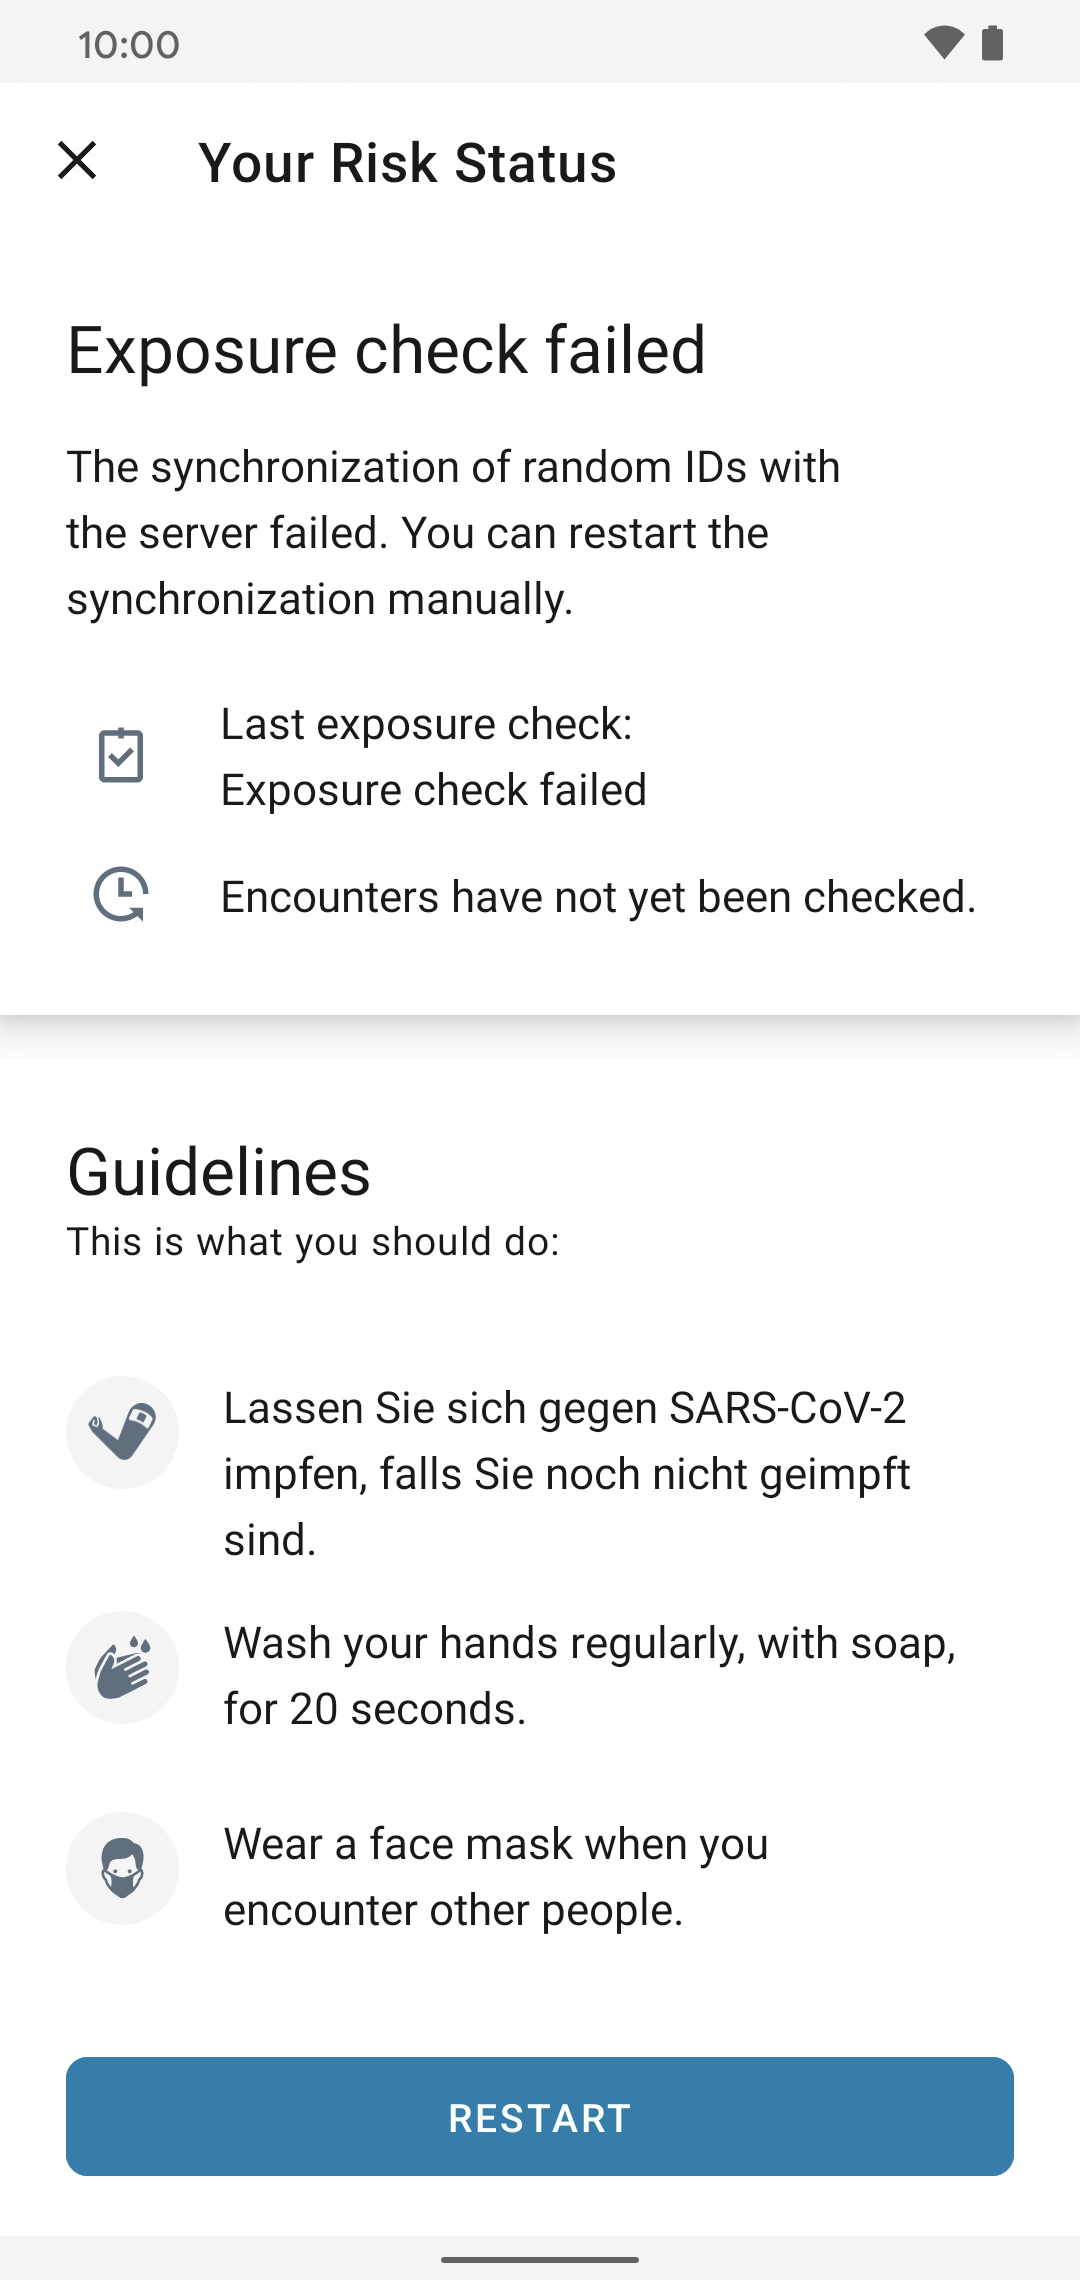 10:00
Your Risk Status
Exposure check failed
The synchronization of random IDs with
the server failed. You can restart the
synchronization manually.
Last exposure check:
Exposure check failed
Encounters have not yet been checked.
Guidelines
This is what you should do:
Lassen Sie sich gegen SARS-CoV-2
impfen, falls Sie noch nicht geimpft
sind.
Wash your hands regularly, with soap,
for 20 seconds.
Wear a face mask when you
encounter other people.
RESTART